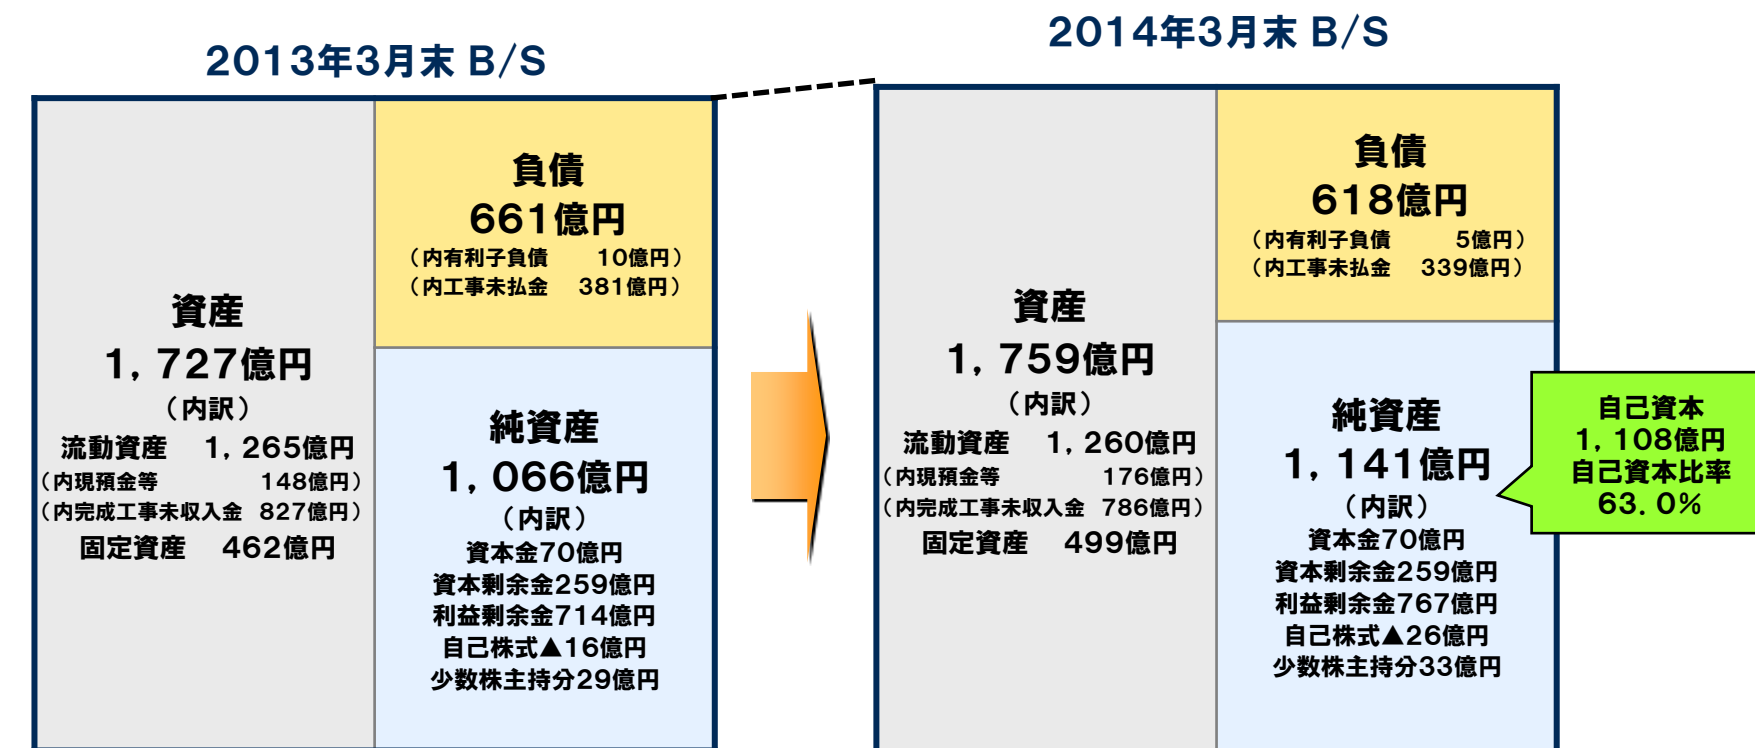 2013年3月末 B/S
資産
1，727億円
（内訳）
流動資産　1，265億円
（内現預金等　148億円）
（内完成工事未収入金 827億円）
固定資産　462億円
負債
661億円
（内有利子負債　10億円）
（内工事未払金　381億円）
純資産
1，066億円
（内訳）
資本金70億円
資本剰余金259億円
利益剰余金714億円
自己株式▲16億円
少数株主持分29億円
2014年3月末 B/S
資産
1，759億円
（内訳）
流動資産　1，260億円
（内現預金等　176億円）
（内完成工事未収入金 786億円）
固定資産　499億円
負債
618億円
（内有利子負債　5億円）
（内工事未払金　339億円）
純資産
1，141億円
（内訳）
資本金70億円
資本剰余金259億円
利益剰余金767億円
自己株式▲26億円
少数株主持分33億円
自己資本
1，108億円
自己資本比率
63．0％